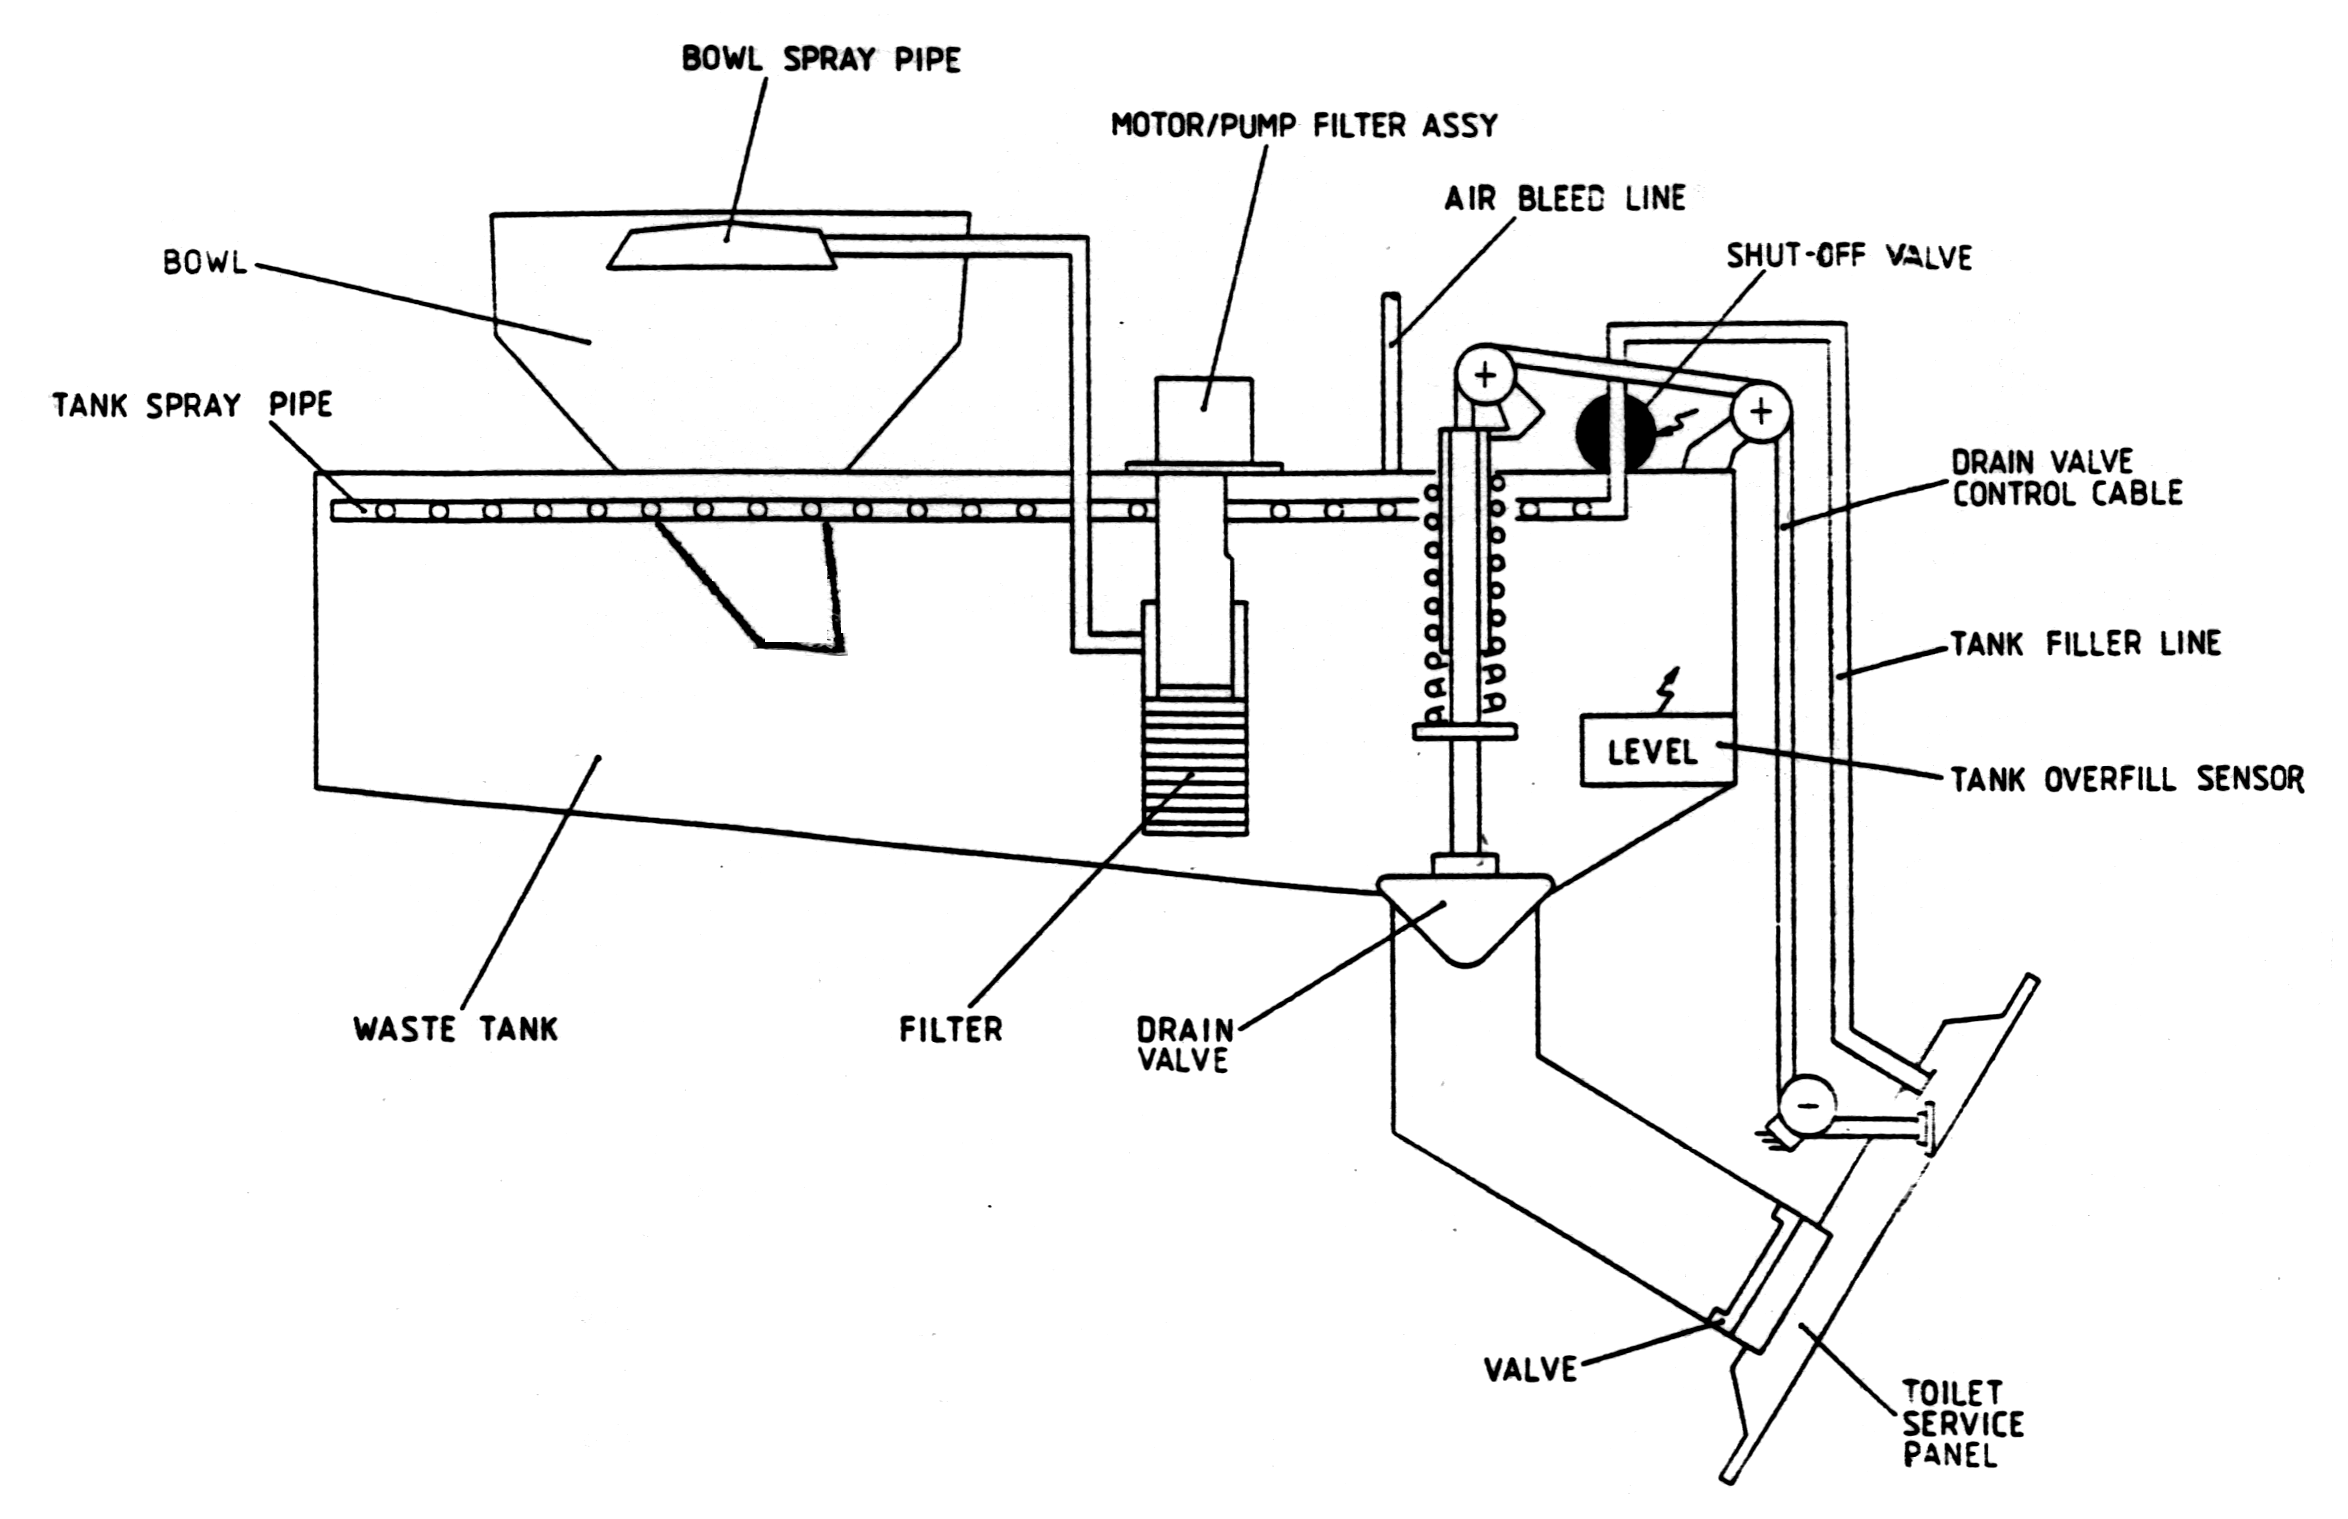 BOWL SPRAY PIPE
MOTOR/PUMP FILTER ASSY
AIR BLEED LINE
SHUT-OFF VALVE
BOWL
TANK SPRAY PIPE
DRAIN VALVE
CONTROL CABLE
TANK FILLER LINE
LEVEL
TANK OVERFILL SENSOR
WASTE TANK
FILTER
DRAIN
VALVE
VALVE
TOILET
SERVICE
PANEL